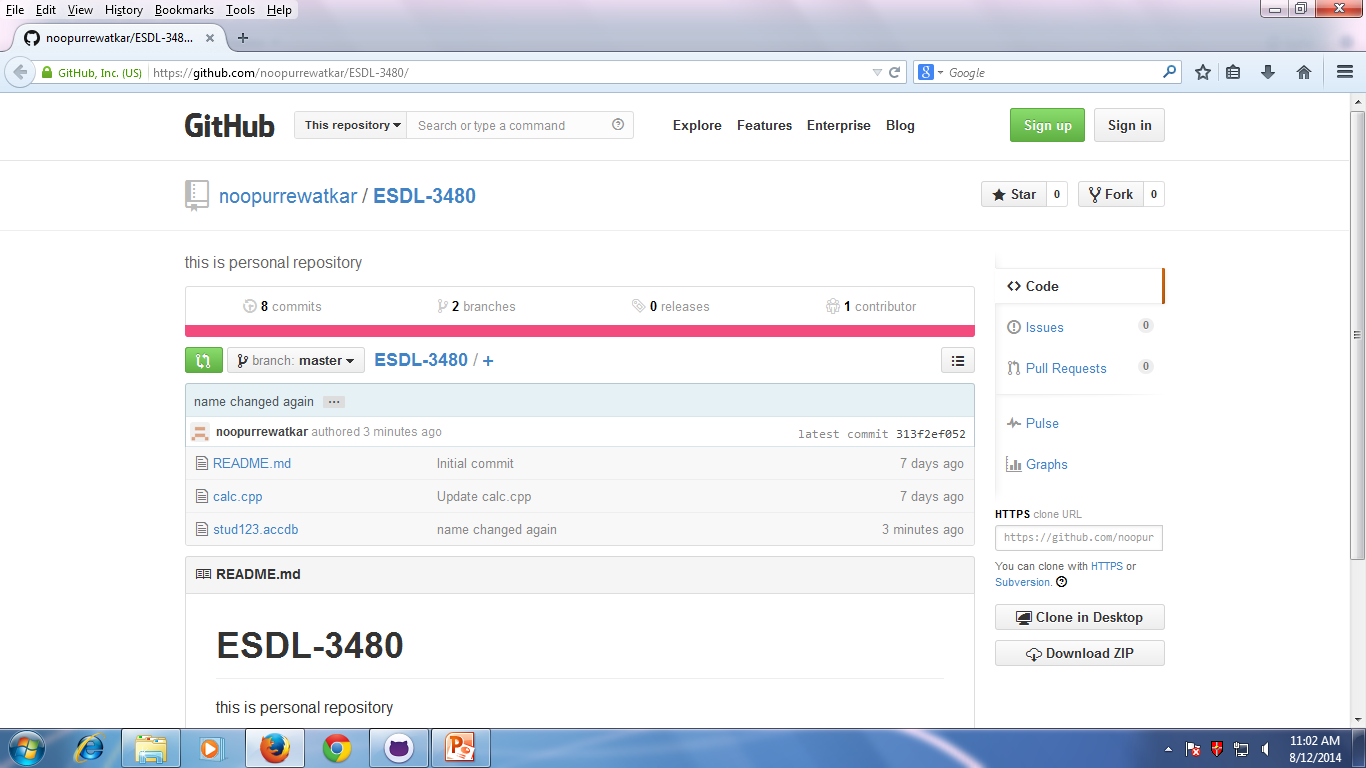 File Edit View History Bookmarks Tools Help
noopurrewatkar/ESDL-348...
GitHub, Inc. (US) https://github.com/noopurrewatkar/ESDL-3480/
Google
GitHub This repository Search or type a command Explore Features Enterprise Blog Sign up Sign in
noopurrewatkar / ESDL-3480 Star 0 Fork 0
this is personal repository
8 commits 2 branches 0 releases 1 contributor
branch: master ESDL-3480 / +
name changed again ...
noopurrewatkar authored 3 minutes ago latest commit 313f2ef052
README.md Initial commit 7 days ago
calc.cpp Update calc.cpp 7 days ago
stud123.accdb name changed again 3 minutes ago
README.md
ESDL-3480
this is personal repository
Code
Issues 0
Pull Requests 0
Pulse
Graphs
HTTPS clone URL
https://github.com/noopur
You can clone with HTTPS or
Subversion.
Clone in Desktop
Download ZIP
11:02 AM
8/12/2014